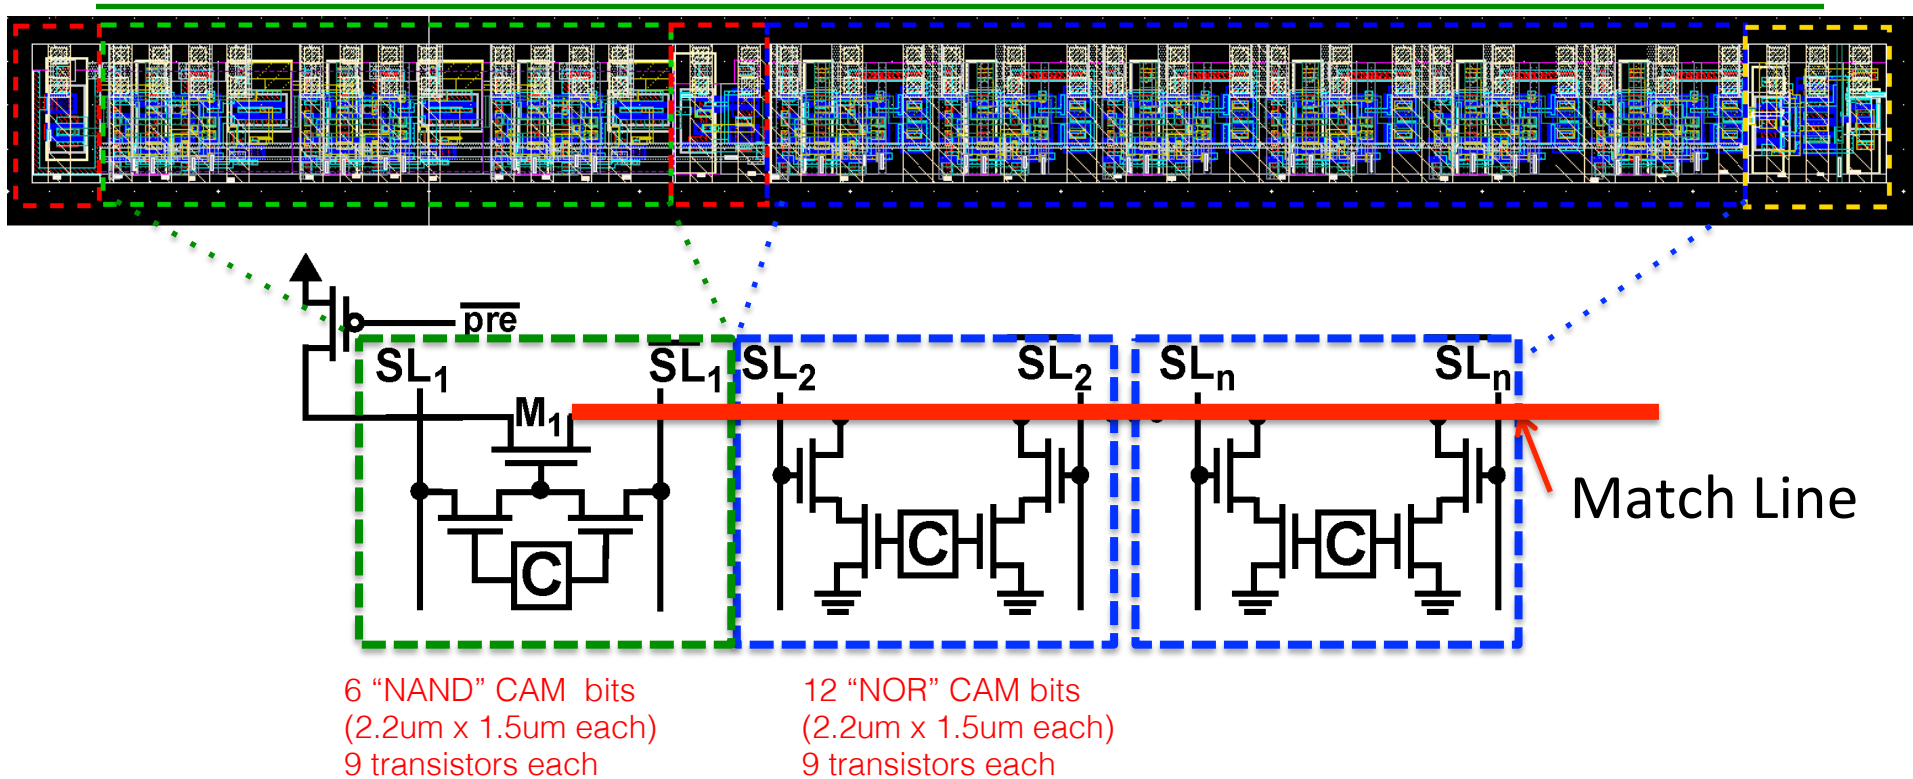 pre
SL1 SL1 SL2 SL2 SLn SLn
M1
C C C
Match Line
6 “NAND” CAM bits
(2.2um x 1.5um each)
9 transistors each
12 “NOR” CAM bits
(2.2um x 1.5um each)
9 transistors each